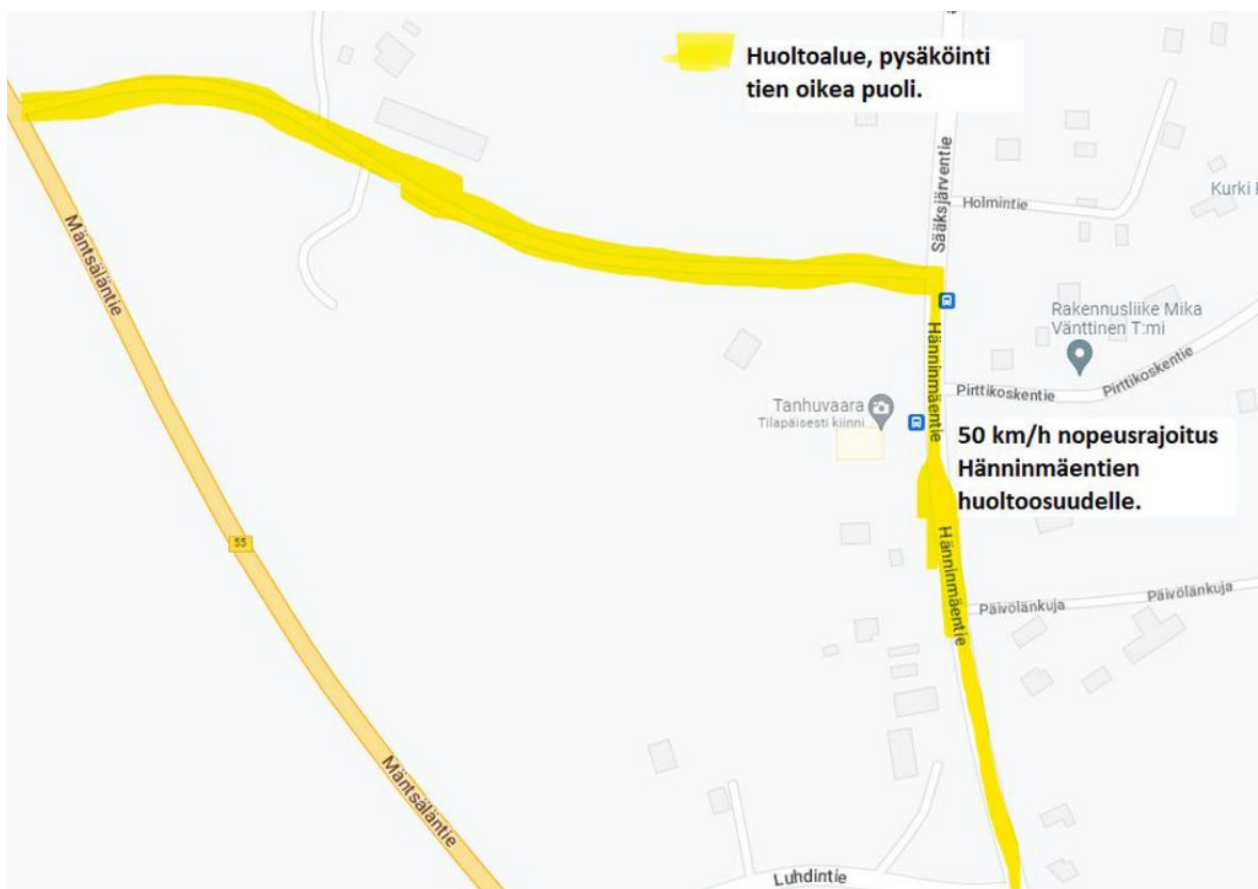 Huoltoalue, pysäköinti
tien oikea puoli.
Sääksjärventie
Holmintie
Kurki
Mäntsäläntie
Rakennusliike Mika
Vänttinen T:mi
Hänninmäentie
Pirttikoskentie
Pirttikoskentie
Tanhuvaara
Tilapäisesti kiinni
50 km/h nopeusrajoitus
Hänninmäentien
huoltoosuudelle.
55
Hänninmäentie
Päivölänkuja
Päivölänkuja
Mäntsäläntie
Luhdintie